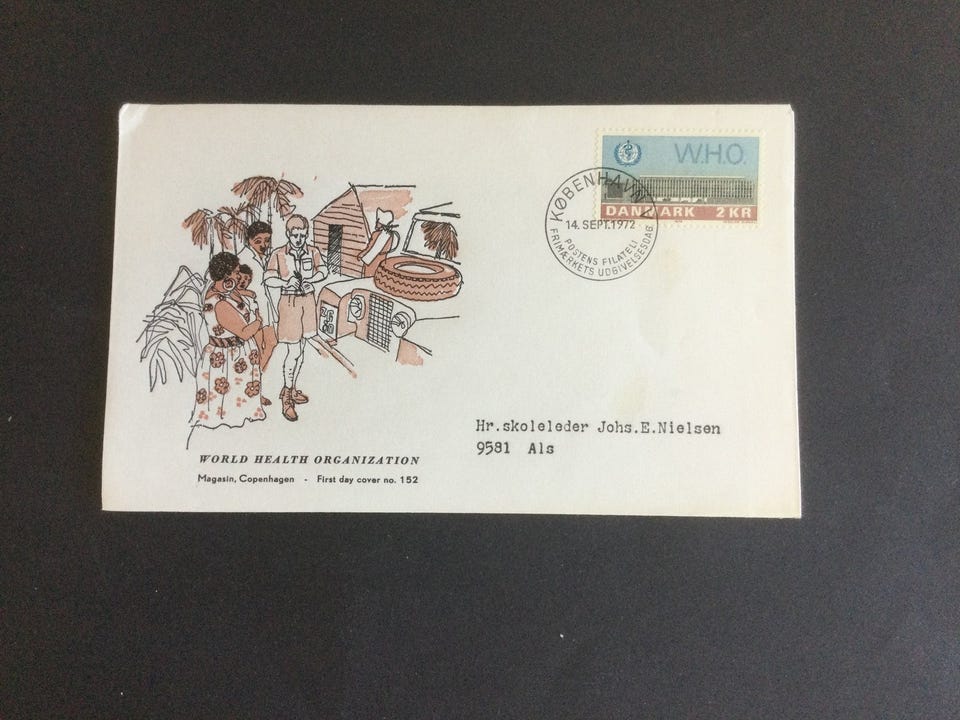 W.H.O.
DANMARK 2 KR
KØBENHAVN
14. SEPT. 1972
POSTENS FILATELI
FRIMÆRKETS UDGIVELSESDAG
Hr.skoleleder Johs.E.Nielsen
9581 Als
WORLD HEALTH ORGANIZATION
Magasin, Copenhagen - First day cover no. 152